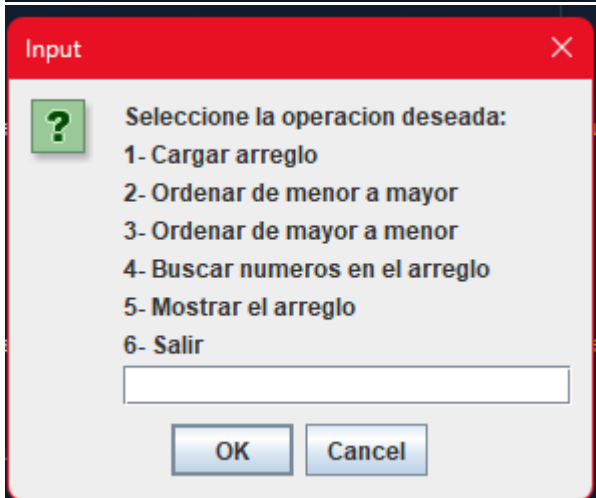 Input
Seleccione la operacion deseada:
1- Cargar arreglo
2- Ordenar de menor a mayor
3- Ordenar de mayor a menor
4- Buscar numeros en el arreglo
5- Mostrar el arreglo
6- Salir
OK Cancel